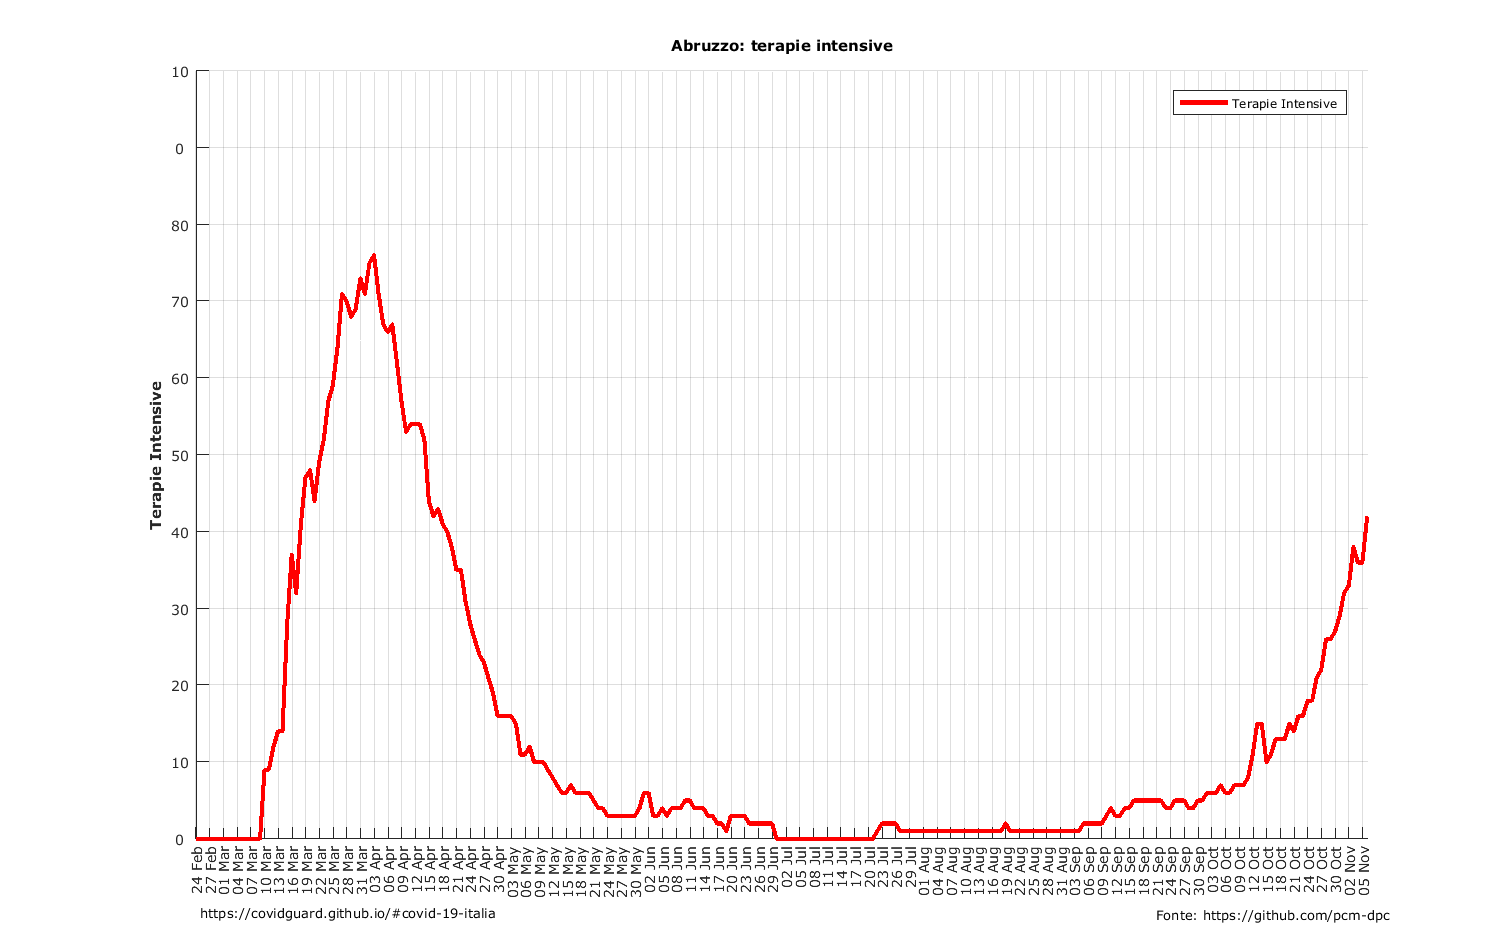 Abruzzo: terapie intensive
Terapie Intensive
10
0
80
70
60
50
40
30
20
10
0
Terapie Intensive
24 Feb
27 Feb
01 Mar
04 Mar
07 Mar
10 Mar
13 Mar
16 Mar
19 Mar
22 Mar
25 Mar
28 Mar
31 Mar
03 Apr
06 Apr
09 Apr
12 Apr
15 Apr
18 Apr
21 Apr
24 Apr
27 Apr
30 Apr
03 May
06 May
09 May
12 May
15 May
18 May
21 May
24 May
27 May
30 May
02 Jun
05 Jun
08 Jun
11 Jun
14 Jun
17 Jun
20 Jun
23 Jun
26 Jun
29 Jun
02 Jul
05 Jul
08 Jul
11 Jul
14 Jul
17 Jul
20 Jul
23 Jul
26 Jul
29 Jul
01 Aug
04 Aug
07 Aug
10 Aug
13 Aug
16 Aug
19 Aug
22 Aug
25 Aug
28 Aug
31 Aug
03 Sep
06 Sep
09 Sep
12 Sep
15 Sep
18 Sep
21 Sep
24 Sep
27 Sep
30 Sep
03 Oct
06 Oct
09 Oct
12 Oct
15 Oct
18 Oct
21 Oct
24 Oct
27 Oct
30 Oct
02 Nov
05 Nov
https://covidguard.github.io/#covid-19-italia
Fonte: https://github.com/pcm-dpc